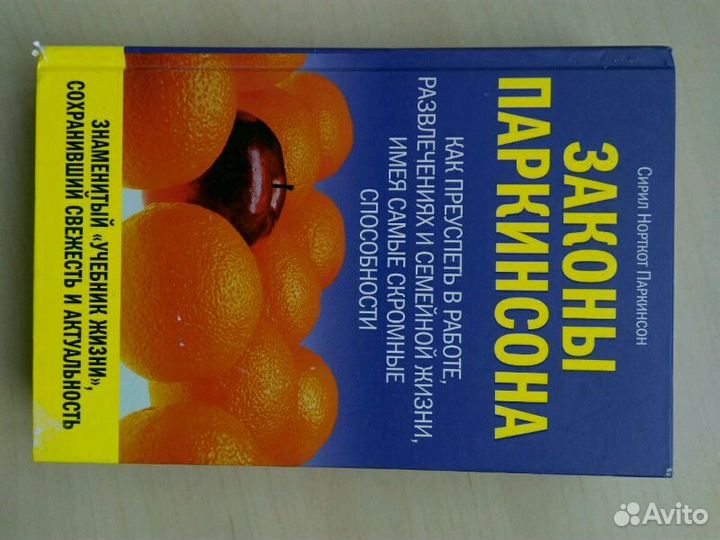 Сирил Норткот Паркинсон
ЗАКОНЫ
ПАРКИНСОНА
КАК ПРЕУСПЕТЬ В РАБОТЕ,
РАЗВЛЕЧЕНИЯХ И СЕМЕЙНОЙ ЖИЗНИ,
ИМЕЯ САМЫЕ СКРОМНЫЕ
СПОСОБНОСТИ
ЗНАМЕНИТЫЙ «УЧЕБНИК ЖИЗНИ»,
СОХРАНИВШИЙ СВЕЖЕСТЬ И АКТУАЛЬНОСТЬ
Avito